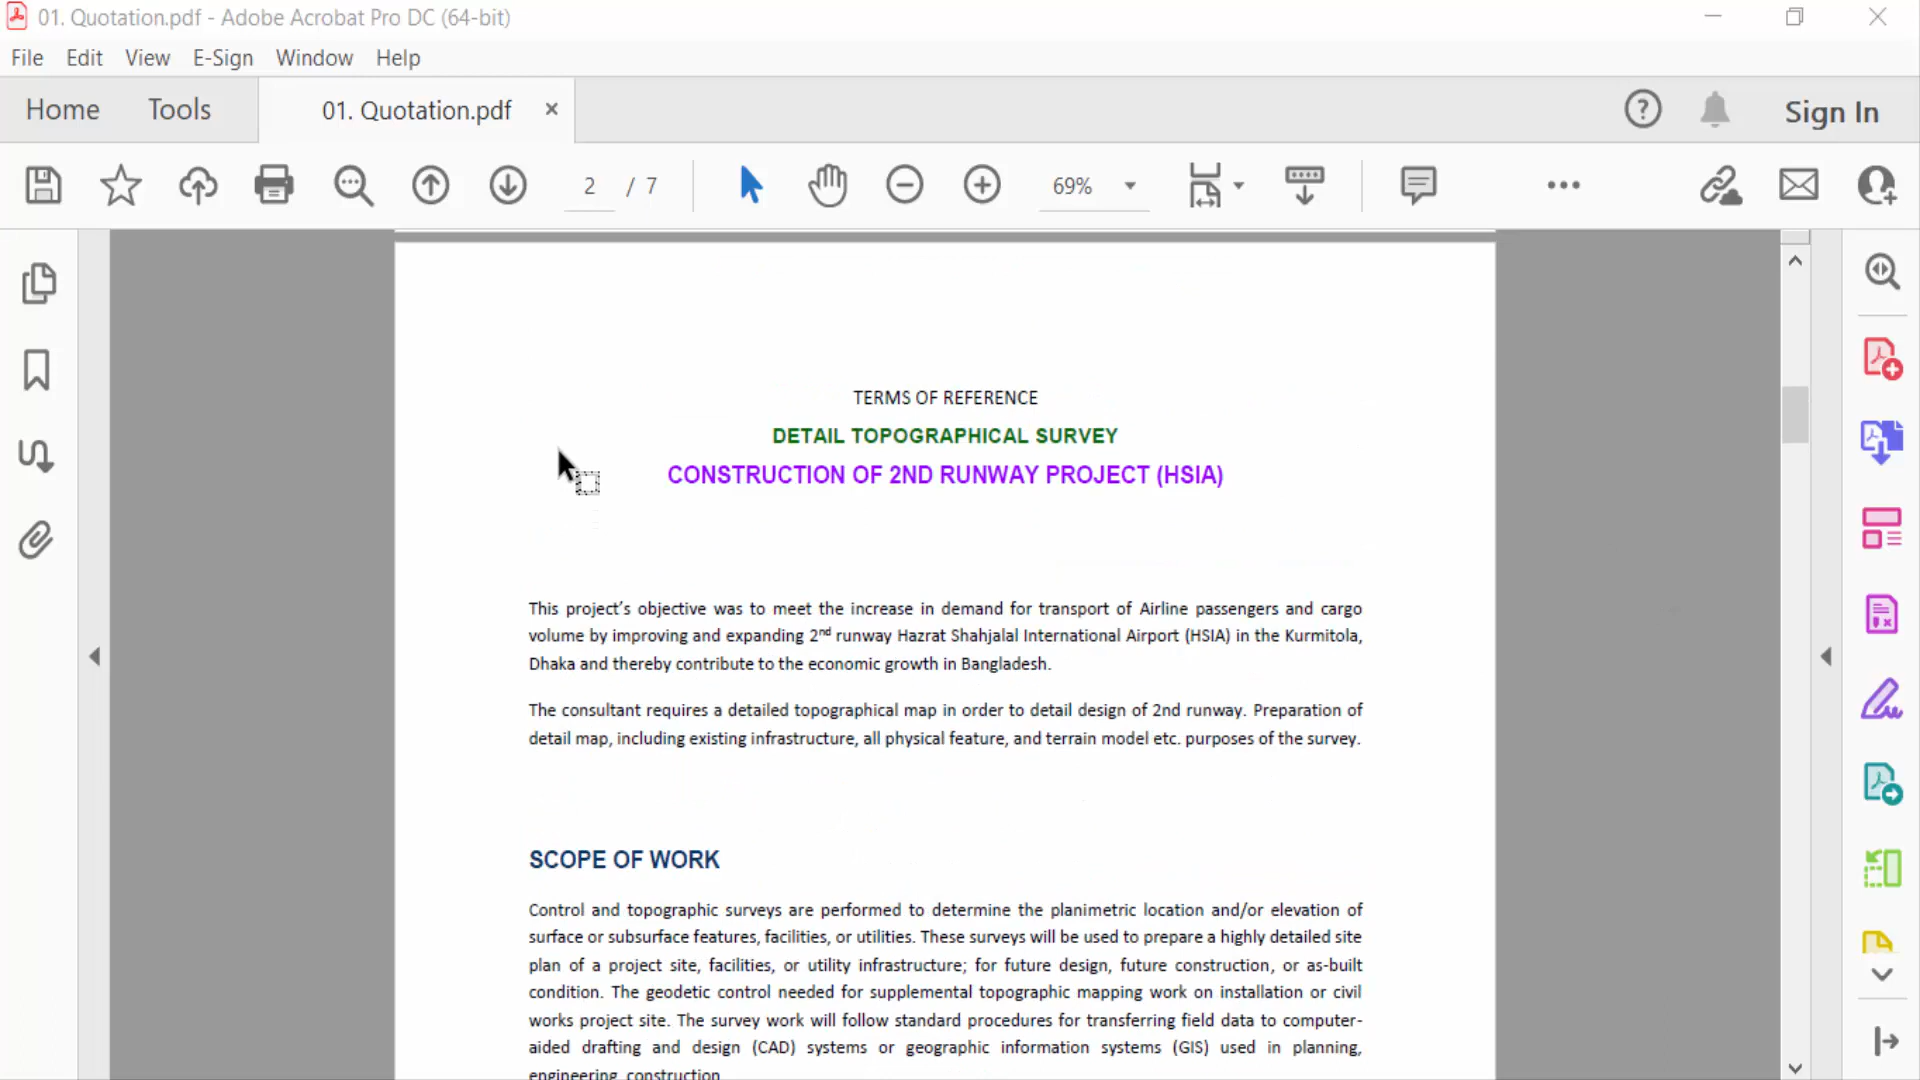 01. Quotation.pdf - Adobe Acrobat Pro DC (64-bit)
File Edit View E-Sign Window Help
Home Tools 01. Quotation.pdf × Sign In
2 / 7 69%
TERMS OF REFERENCE
DETAIL TOPOGRAPHICAL SURVEY
CONSTRUCTION OF 2ND RUNWAY PROJECT (HSIA)
This project's objective was to meet the increase in demand for transport of Airline passengers and cargo
volume by improving and expanding 2nd runway Hazrat Shahjalal International Airport (HSIA) in the Kurmitola,
Dhaka and thereby contribute to the economic growth in Bangladesh.
The consultant requires a detailed topographical map in order to detail design of 2nd runway. Preparation of
detail map, including existing infrastructure, all physical feature, and terrain model etc. purposes of the survey.
SCOPE OF WORK
Control and topographic surveys are performed to determine the planimetric location and/or elevation of
surface or subsurface features, facilities, or utilities. These surveys will be used to prepare a highly detailed site
plan of a project site, facilities, or utility infrastructure; for future design, future construction, or as-built
condition. The geodetic control needed for supplemental topographic mapping work on installation or civil
works project site. The survey work will follow standard procedures for transferring field data to computer-
aided drafting and design (CAD) systems or geographic information systems (GIS) used in planning,
engineering, construction